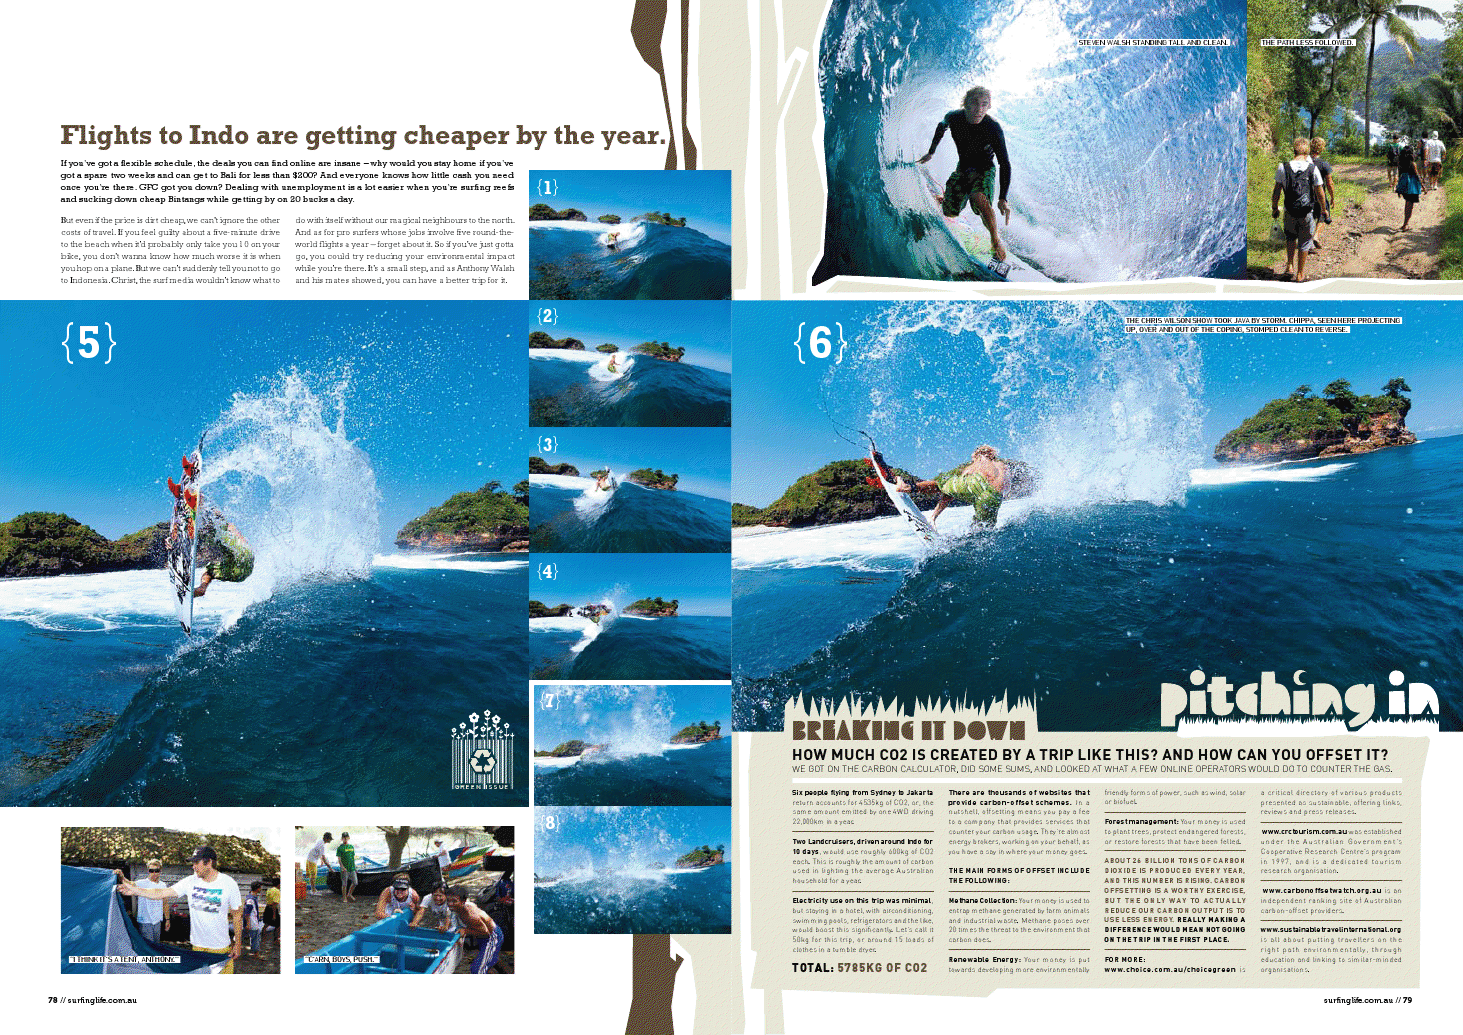 STEVEN WALSH STANDING TALL AND CLEAN.
THE PATH LESS FOLLOWED.
Flights to Indo are getting cheaper by the year.
If you've got a flexible schedule, the deals you can find online are insane – why would you stay home if you've
got a spare two weeks and can get to Bali for less than $200? And everyone knows how little cash you need
once you're there. GFC got you down? Dealing with unemployment is a lot easier when you're surfing reefs
and sucking down cheap Bintangs while getting by on 20 bucks a day.
But even if the price is dirt cheap, we can't ignore the other
costs of travel. If you feel guilty about a five-minute drive
to the beach when it'd probably only take you 10 on your
bike, you don't wanna know how much worse it is when
you hop on a plane. But we can't suddenly tell you not to go
to Indonesia. Christ, the surf media wouldn't know what to
do with itself without our magical neighbours to the north.
And as for pro surfers whose jobs involve five round-the-
world flights a year – forget about it. So if you've just gotta
go, you could try reducing your environmental impact
while you're there. It's a small step, and as Anthony Walsh
and his mates showed, you can have a better trip for it.
{1}
{2}
{3}
{4}
{5}
{6}
{7}
{8}
THE CHRIS WILSON SHOW TOOK JAVA BY STORM. CHIPPA, SEEN HERE PROJECTING
UP, OVER AND OUT OF THE COPING, STOMPED CLEAN TO REVERSE.
GREEN ISSUE
"I THINK IT'S A TENT, ANTHONY."
"C'ARN, BOYS, PUSH."
pitching in
BREAKING IT DOWN
HOW MUCH CO2 IS CREATED BY A TRIP LIKE THIS? AND HOW CAN YOU OFFSET IT?
WE GOT ON THE CARBON CALCULATOR, DID SOME SUMS, AND LOOKED AT WHAT A FEW ONLINE OPERATORS WOULD DO TO COUNTER THE GAS.
Six people flying from Sydney to Jakarta
return accounts for 4535kg of CO2, or, the
same amount emitted by one 4WD driving
22,000km in a year.
Two Landcruisers, driven around Indo for
10 days, would use roughly 600kg of CO2
each. This is roughly the amount of carbon
used in lighting the average Australian
household for a year.
Electricity use on this trip was minimal,
but staying in a hotel, with airconditioning,
swimming pools, refrigerators and the like,
would boost this significantly. Let's call it
50kg for this trip, or around 15 loads of
clothes in a tumble dryer.
TOTAL: 5785KG OF CO2
There are thousands of websites that
provide carbon-offset schemes. In a
nutshell, offsetting means you pay a fee
to a company that provides services that
counter your carbon usage. They're almost
energy brokers, working on your behalf, as
you have a say in where your money goes.
THE MAIN FORMS OF OFFSET INCLUDE
THE FOLLOWING:
Methane Collection: Your money is used to
entrap methane generated by farm animals
and industrial waste. Methane poses over
20 times the threat to the environment that
carbon does.
Renewable Energy: Your money is put
towards developing more environmentally
friendly forms of power, such as wind, solar
or biofuel.
Forest management: Your money is used
to plant trees, protect endangered forests,
or restore forests that have been felled.
ABOUT 26 BILLION TONS OF CARBON
DIOXIDE IS PRODUCED EVERY YEAR,
AND THIS NUMBER IS RISING. CARBON
OFFSETTING IS A WORTHY EXERCISE,
BUT THE ONLY WAY TO ACTUALLY
REDUCE OUR CARBON OUTPUT IS TO
USE LESS ENERGY. REALLY MAKING A
DIFFERENCE WOULD MEAN NOT GOING
ON THE TRIP IN THE FIRST PLACE.
FOR MORE:
www.choice.com.au/choicegreen is
a critical directory of various products
presented as sustainable, offering links,
reviews and press releases.
www.crctourism.com.au was established
under the Australian Government's
Cooperative Research Centre's program
in 1997, and is a dedicated tourism
research organisation.
www.carbonoffsetwatch.org.au is an
independent ranking site of Australian
carbon-offset providers.
www.sustainabletravelinternational.org
is all about putting travellers on the
right path environmentally, through
education and linking to similar-minded
organisations.
78 // surfinglife.com.au
surfinglife.com.au // 79